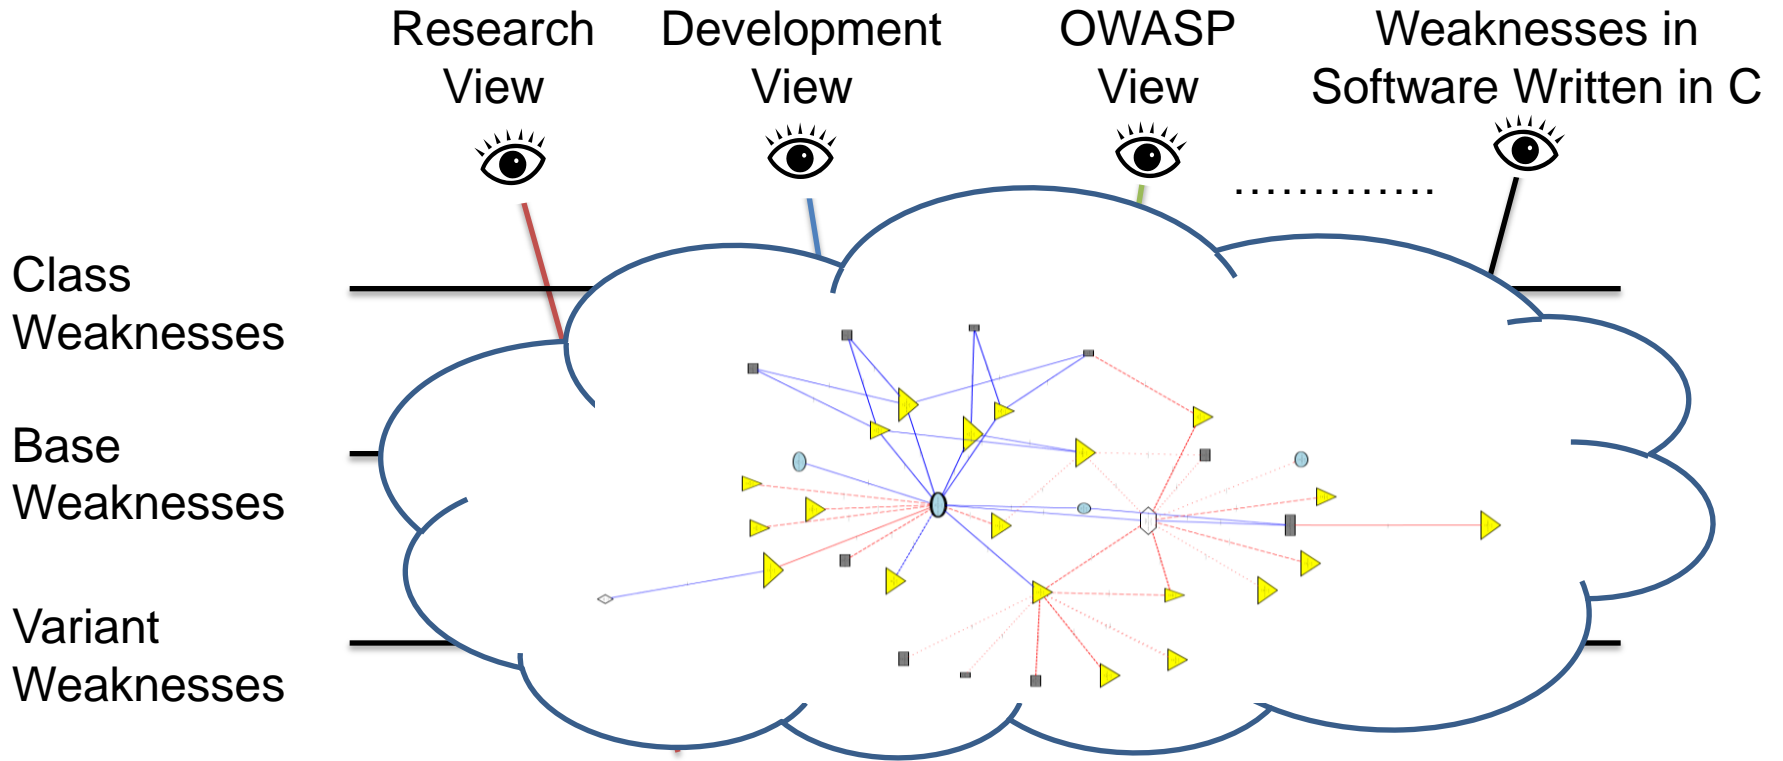 Research
View
Development
View
OWASP
View
Weaknesses in
Software Written in C
.............
Class
Weaknesses
Base
Weaknesses
Variant
Weaknesses